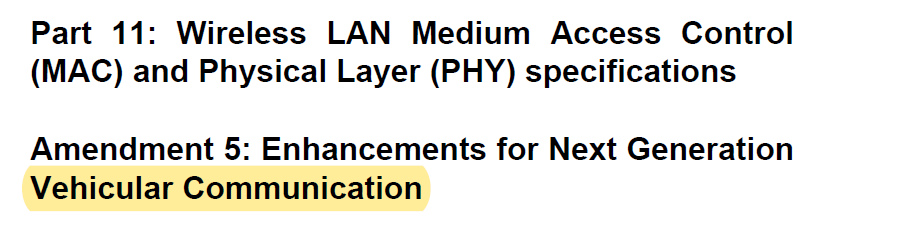 Part 11: Wireless LAN Medium Access Control
(MAC) and Physical Layer (PHY) specifications
Amendment 5: Enhancements for Next Generation
Vehicular Communication